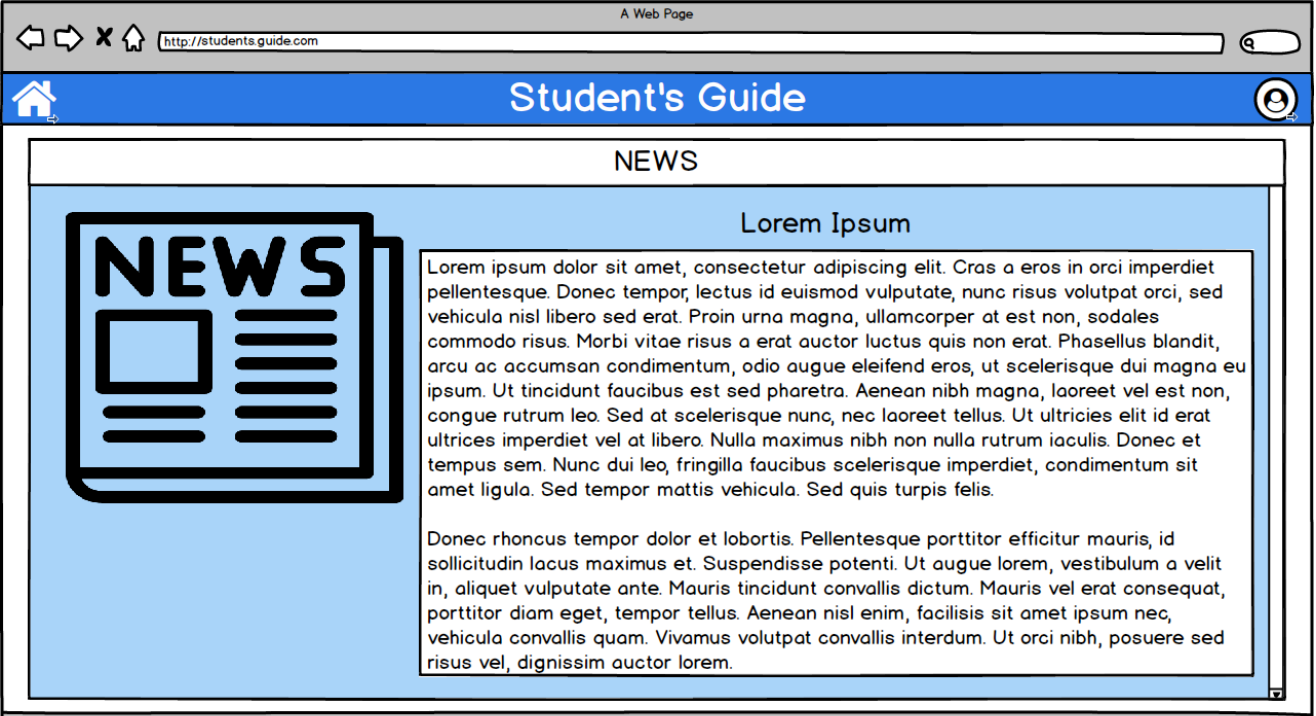 A Web Page
http://students.guide.com
Student's Guide
NEWS
NEWS
Lorem Ipsum
Lorem ipsum dolor sit amet, consectetur adipiscing elit. Cras a eros in orci imperdiet
pellentesque. Donec tempor, lectus id euismod vulputate, nunc risus volutpat orci, sed
vehicula nisl libero sed erat. Proin urna magna, ullamcorper at est non, sodales
commodo risus. Morbi vitae risus a erat auctor luctus quis non erat. Phasellus blandit,
arcu ac accumsan condimentum, odio augue eleifend eros, ut scelerisque dui magna eu
ipsum. Ut tincidunt faucibus est sed pharetra. Aenean nibh magna, laoreet vel est non,
congue rutrum leo. Sed at scelerisque nunc, nec laoreet tellus. Ut ultricies elit id erat
ultrices imperdiet vel at libero. Nulla maximus nibh non nulla rutrum iaculis. Donec et
tempus sem. Nunc dui leo, fringilla faucibus scelerisque imperdiet, condimentum sit
amet ligula. Sed tempor mattis vehicula. Sed quis turpis felis.
Donec rhoncus tempor dolor et lobortis. Pellentesque porttitor efficitur mauris, id
sollicitudin lacus maximus et. Suspendisse potenti. Ut augue lorem, vestibulum a velit
in, aliquet vulputate ante. Mauris tincidunt convallis dictum. Mauris vel erat consequat,
porttitor diam eget, tempor tellus. Aenean nisl enim, facilisis sit amet ipsum nec,
vehicula convallis quam. Vivamus volutpat convallis interdum. Ut orci nibh, posuere sed
risus vel, dignissim auctor lorem.